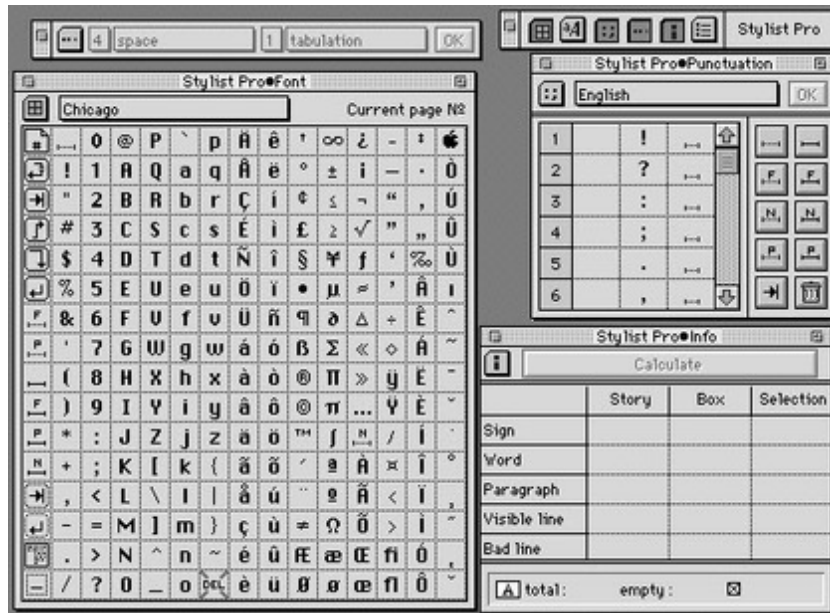 4 space 1 tabulation OK
Stylist Pro
Stylist Pro●Font
Chicago Current page №
# 0 @ P ` p Ä ê † ∞ ¿ - ‡
! 1 A Q a q Å ë ° ± ¡ — · Ò
" 2 B R b r Ç í ¢ ≤ ¬ “ ‚ Ú
# 3 C S c s É ì £ ≥ √ ” „ Û
$ 4 D T d t Ñ î § ¥ ƒ ‘ ‰ Ù
% 5 E U e u Ö ï • µ ≈ ’ Â ı
F & 6 F V f v Ü ñ ¶ ∂ ∆ ÷ Ê ˆ
P ' 7 G W g w á ó ß ∑ « ◊ Á ˜
( 8 H X h x à ò ® ∏ » ÿ Ë ¯
F ) 9 I Y i y â ô © π … Ÿ È ˘
P * : J Z j z ä ö ™ ∫ N / Í ˙
N + ; K [ k { ã õ ´ ª À ¤ Î °
, < L \ l | å ú ¨ º Ã ‹ Ï ¸
- = M ] m } ç ù ≠ Ω Õ › Ì ˝
. > N ^ n ~ é û Æ æ Œ fi Ó ˛
/ ? O _ o DEL è ü Ø ø œ fl Ô ˇ
Stylist Pro●Punctuation
English OK
1 !
2 ?
3 :
4 ;
5 .
6 ,
F F
N N
P P
Stylist Pro●Info
Calculate
Story Box Selection
Sign
Word
Paragraph
Visible line
Bad line
A total: empty: